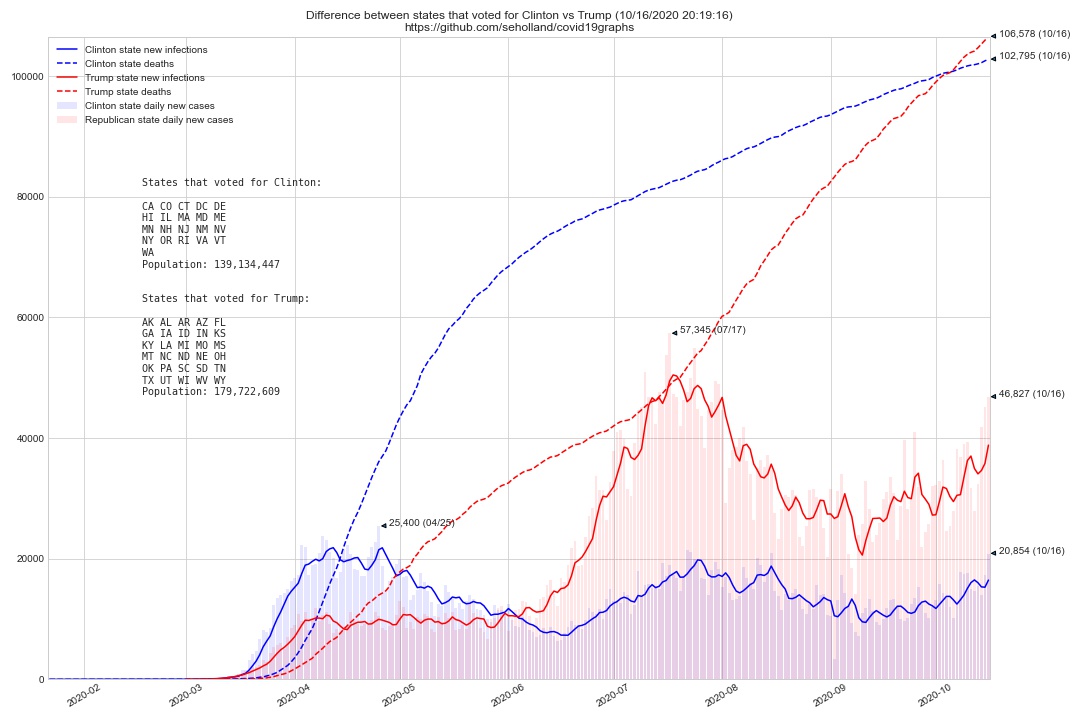 Difference between states that voted for Clinton vs Trump (10/16/2020 20:19:16)
https://github.com/seholland/covid19graphs
Clinton state new infections
Clinton state deaths
Trump state new infections
Trump state deaths
Clinton state daily new cases
Republican state daily new cases
States that voted for Clinton:
CA CO CT DC DE
HI IL MA MD ME
MN NH NJ NM NV
NY OR RI VA VT
WA
Population: 139,134,447
States that voted for Trump:
AK AL AR AZ FL
GA IA ID IN KS
KY LA MI MO MS
MT NC ND NE OH
OK PA SC SD TN
TX UT WI WV WY
Population: 179,722,609
106,578 (10/16)
102,795 (10/16)
57,345 (07/17)
46,827 (10/16)
25,400 (04/25)
20,854 (10/16)
100000
80000
60000
40000
20000
0
2020-02
2020-03
2020-04
2020-05
2020-06
2020-07
2020-08
2020-09
2020-10